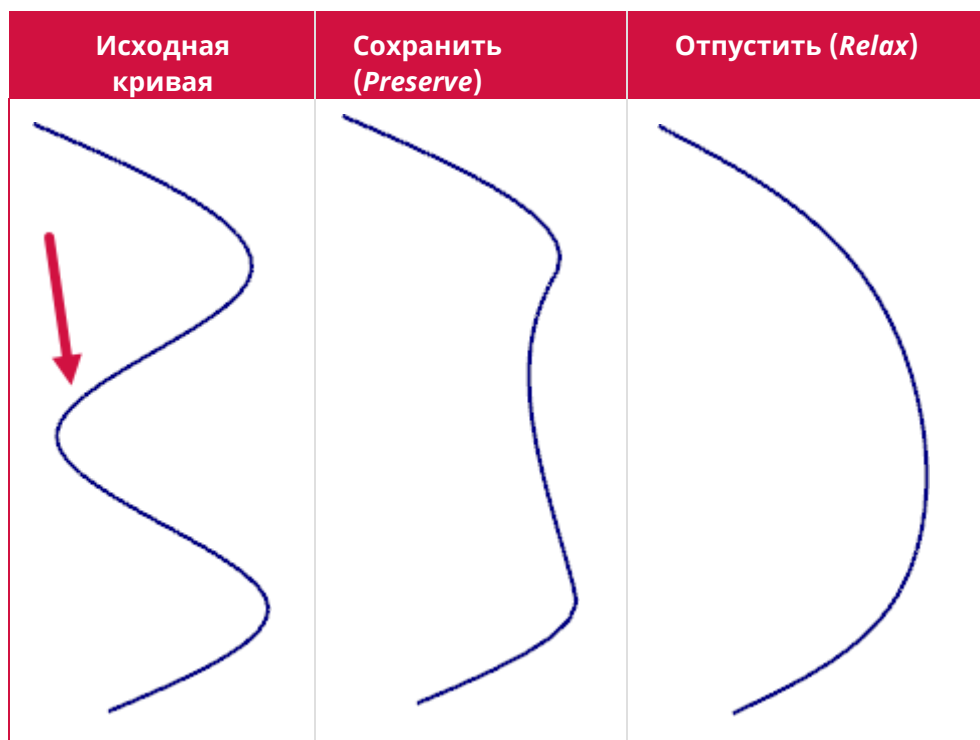 Исходная
кривая
Сохранить
(Preserve)
Отпустить (Relax)